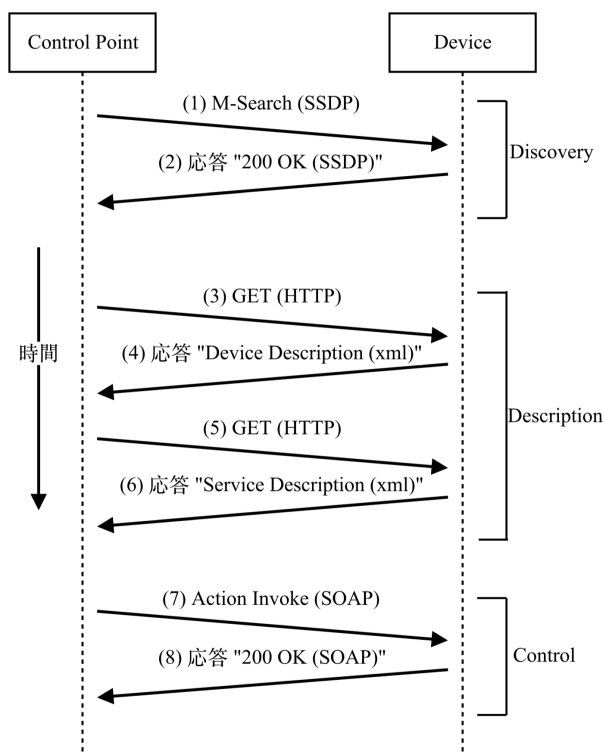 Control Point
Device
(1) M-Search (SSDP)
(2) 応答 "200 OK (SSDP)"
Discovery
(3) GET (HTTP)
(4) 応答 "Device Description (xml)"
時間
(5) GET (HTTP)
Description
(6) 応答 "Service Description (xml)"
(7) Action Invoke (SOAP)
(8) 応答 "200 OK (SOAP)"
Control